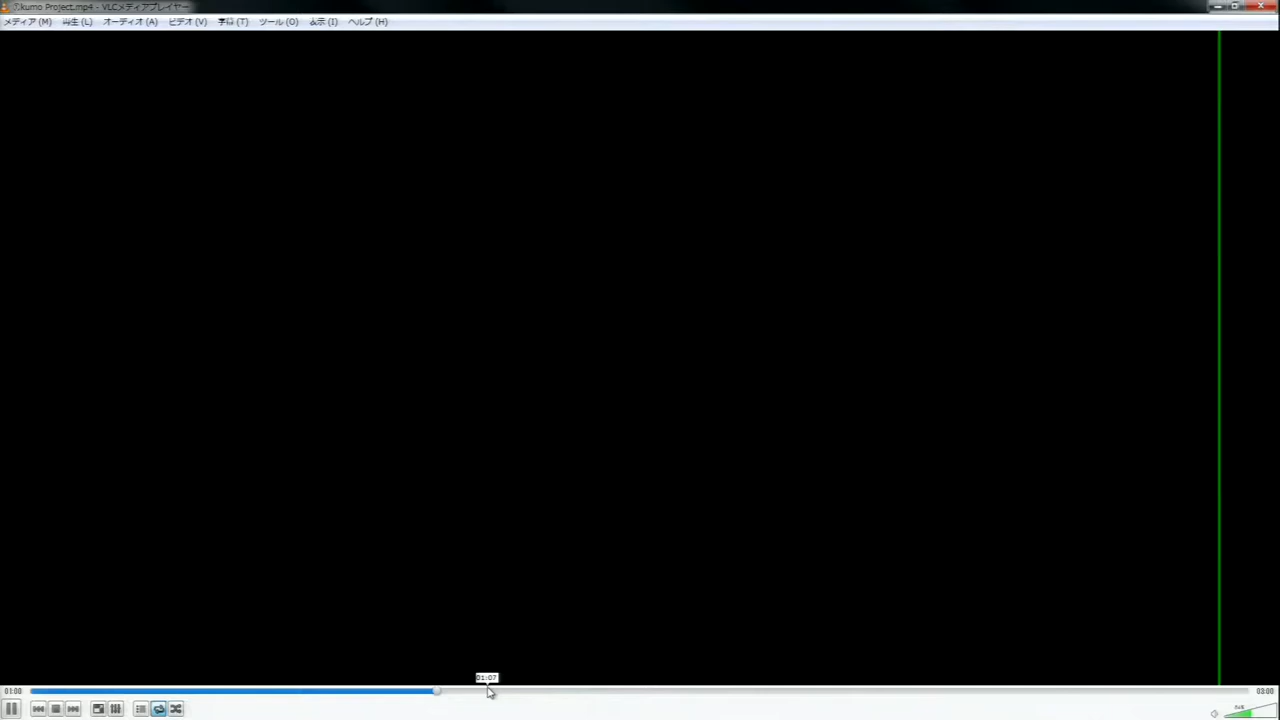 kumo Project.mp4 - VLCメディアプレイヤー
メディア (M) 再生 (L) オーディオ (A) ビデオ (V) 字幕 (T) ツール (O) 表示 (I) ヘルプ (H)
01:07
01:00 03:00